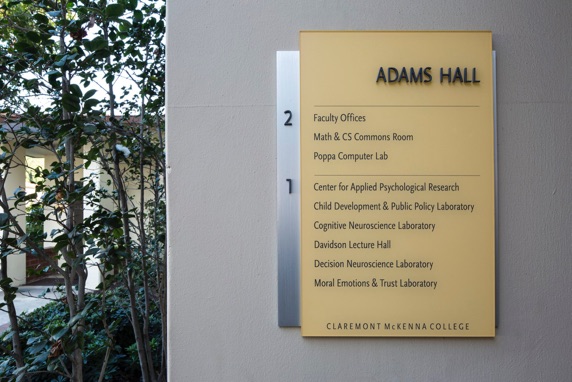 ADAMS HALL
2
Faculty Offices
Math & CS Commons Room
Poppa Computer Lab
1
Center for Applied Psychological Research
Child Development & Public Policy Laboratory
Cognitive Neuroscience Laboratory
Davidson Lecture Hall
Decision Neuroscience Laboratory
Moral Emotions & Trust Laboratory
CLAREMONT McKENNA COLLEGE